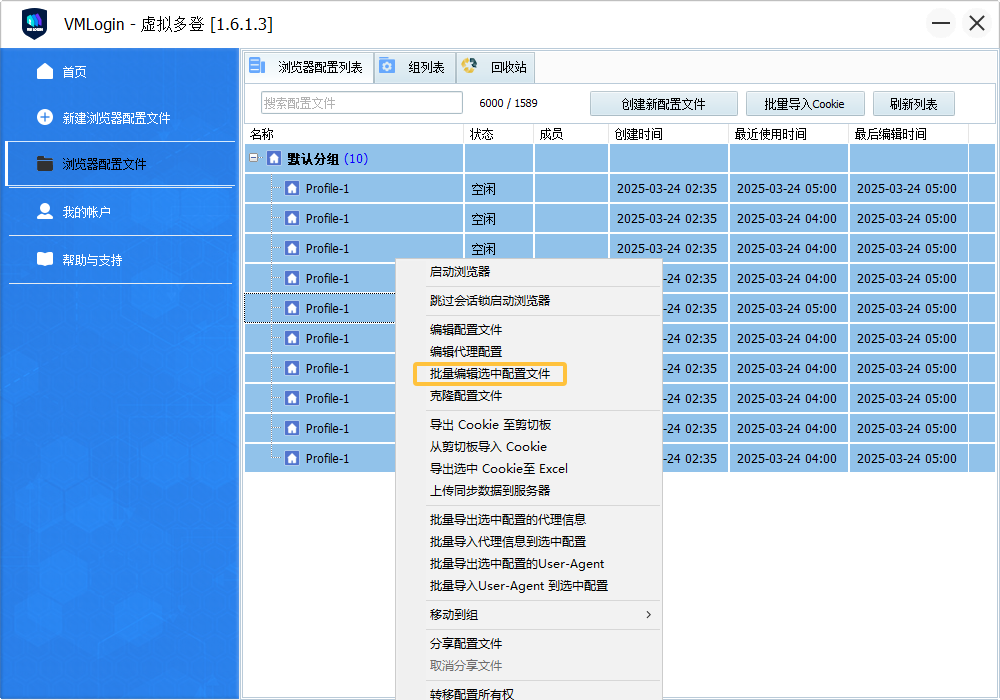 VMLogin - 虚拟多登 [1.6.1.3]
首页
新建浏览器配置文件
浏览器配置文件
我的帐户
帮助与支持
浏览器配置列表 组列表 回收站
搜索配置文件 6000 / 1589 创建新配置文件 批量导入Cookie 刷新列表
名称 状态 成员 创建时间 最近使用时间 最后编辑时间
默认分组 (10)
Profile-1 空闲 2025-03-24 02:35 2025-03-24 05:00 2025-03-24 05:00
Profile-1 空闲 2025-03-24 02:35 2025-03-24 04:00 2025-03-24 05:00
Profile-1 空闲 2025-03-24 02:35 2025-03-24 04:00 2025-03-24 05:00
Profile-1 -24 02:35 2025-03-24 04:00 2025-03-24 05:00
Profile-1 -24 02:35 2025-03-24 05:00 2025-03-24 05:00
Profile-1 -24 02:35 2025-03-24 04:00 2025-03-24 05:00
Profile-1 -24 02:35 2025-03-24 04:00 2025-03-24 05:00
Profile-1 -24 02:35 2025-03-24 04:00 2025-03-24 05:00
Profile-1 -24 02:35 2025-03-24 04:00 2025-03-24 05:00
Profile-1 -24 02:35 2025-03-24 04:00 2025-03-24 05:00
启动浏览器
跳过会话锁启动浏览器
编辑配置文件
编辑代理配置
批量编辑选中配置文件
克隆配置文件
导出 Cookie 至剪切板
从剪切板导入 Cookie
导出选中 Cookie至 Excel
上传同步数据到服务器
批量导出选中配置的代理信息
批量导入代理信息到选中配置
批量导出选中配置的User-Agent
批量导入User-Agent 到选中配置
移动到组
分享配置文件
取消分享文件
转移配置所有权